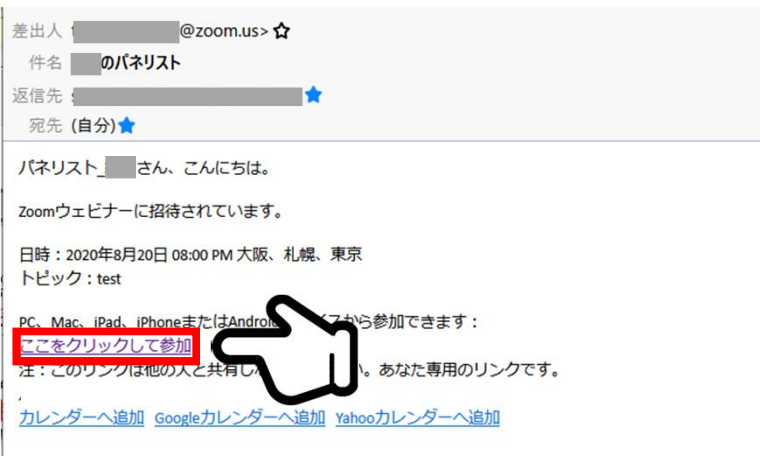 差出人 @zoom.us>
件名 のパネリスト
返信先
宛先 (自分)
パネリスト_ さん、こんにちは。
Zoomウェビナーに招待されています。
日時：2020年8月20日 08:00 PM 大阪、札幌、東京
トピック：test
PC、Mac、iPad、iPhoneまたはAndroid から参加できます：
ここをクリックして参加
注：このリンクは他の人と共有し い。あなた専用のリンクです。
カレンダーへ追加 Googleカレンダーへ追加 Yahooカレンダーへ追加